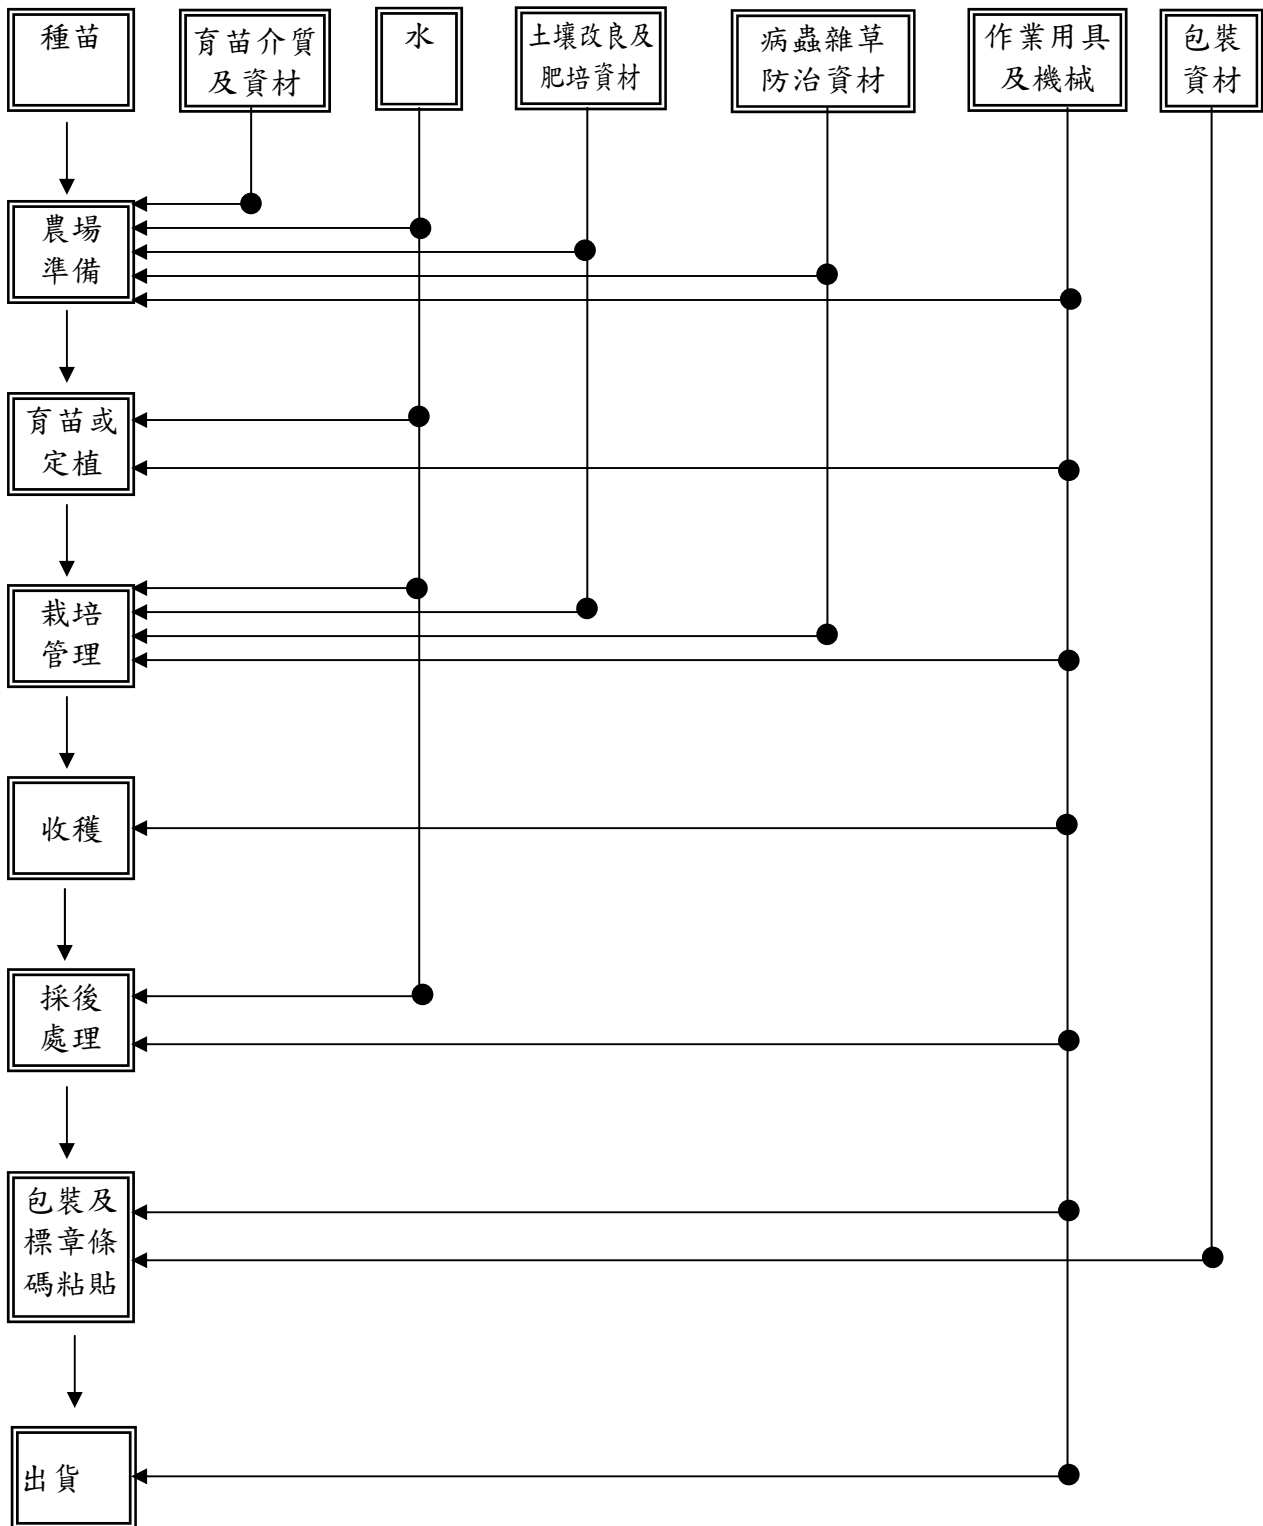 種苗
育苗介質
及資材
水
土壤改良及
肥培資材
病蟲雜草
防治資材
作業用具
及機械
包裝
資材
農場
準備
育苗或
定植
栽培
管理
收穫
採後
處理
包裝及
標章條
碼粘貼
出貨